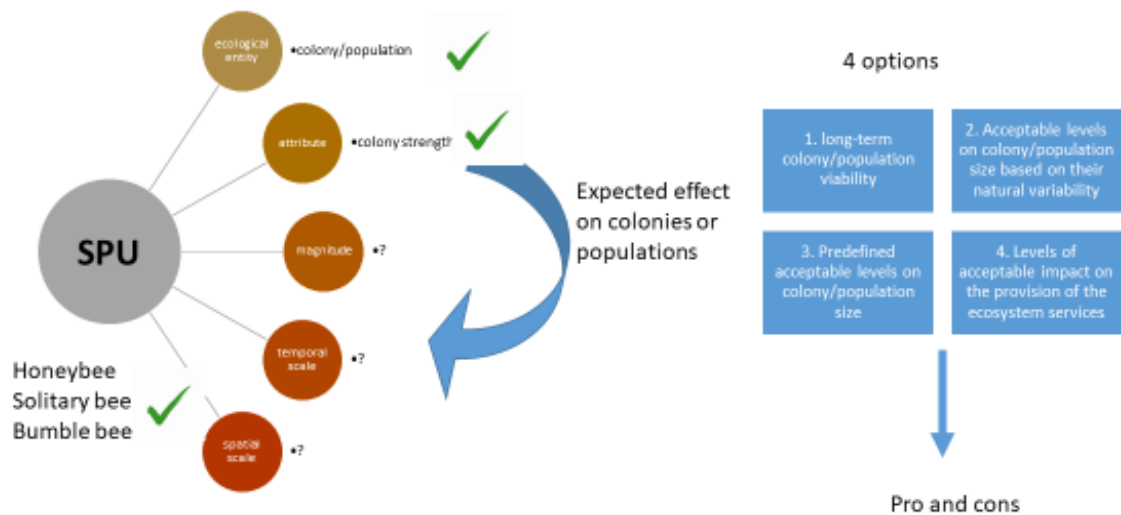 ecological
entity
•colony/population
attribute
•colony strength
SPU
magnitude
•?
temporal
scale
•?
spatial
scale
•?
Honeybee
Solitary bee
Bumble bee
Expected effect
on colonies or
populations
4 options
1. long-term
colony/population
viability
2. Acceptable levels
on colony/population
size based on their
natural variability
3. Predefined
acceptable levels on
colony/population
size
4. Levels of
acceptable impact on
the provision of the
ecosystem services
Pro and cons